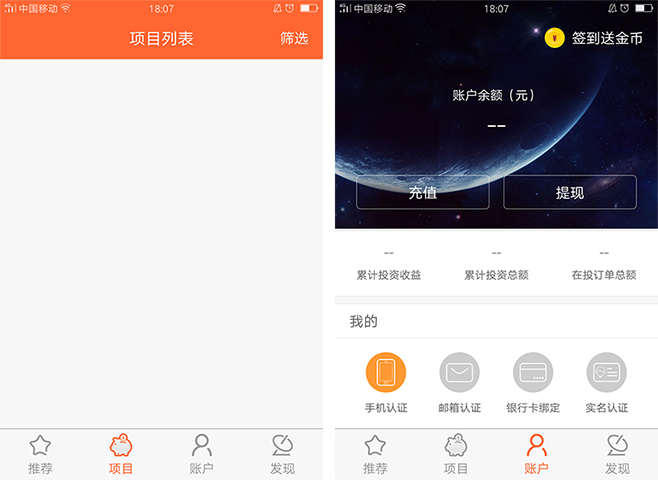 中国移动 18:07
项目列表 筛选
推荐 项目 账户 发现
中国移动 18:07
¥ 签到送金币
账户余额（元）
--
充值 提现
-- -- --
累计投资收益 累计投资总额 在投订单总额
我的
手机认证 邮箱认证 银行卡绑定 实名认证
推荐 项目 账户 发现